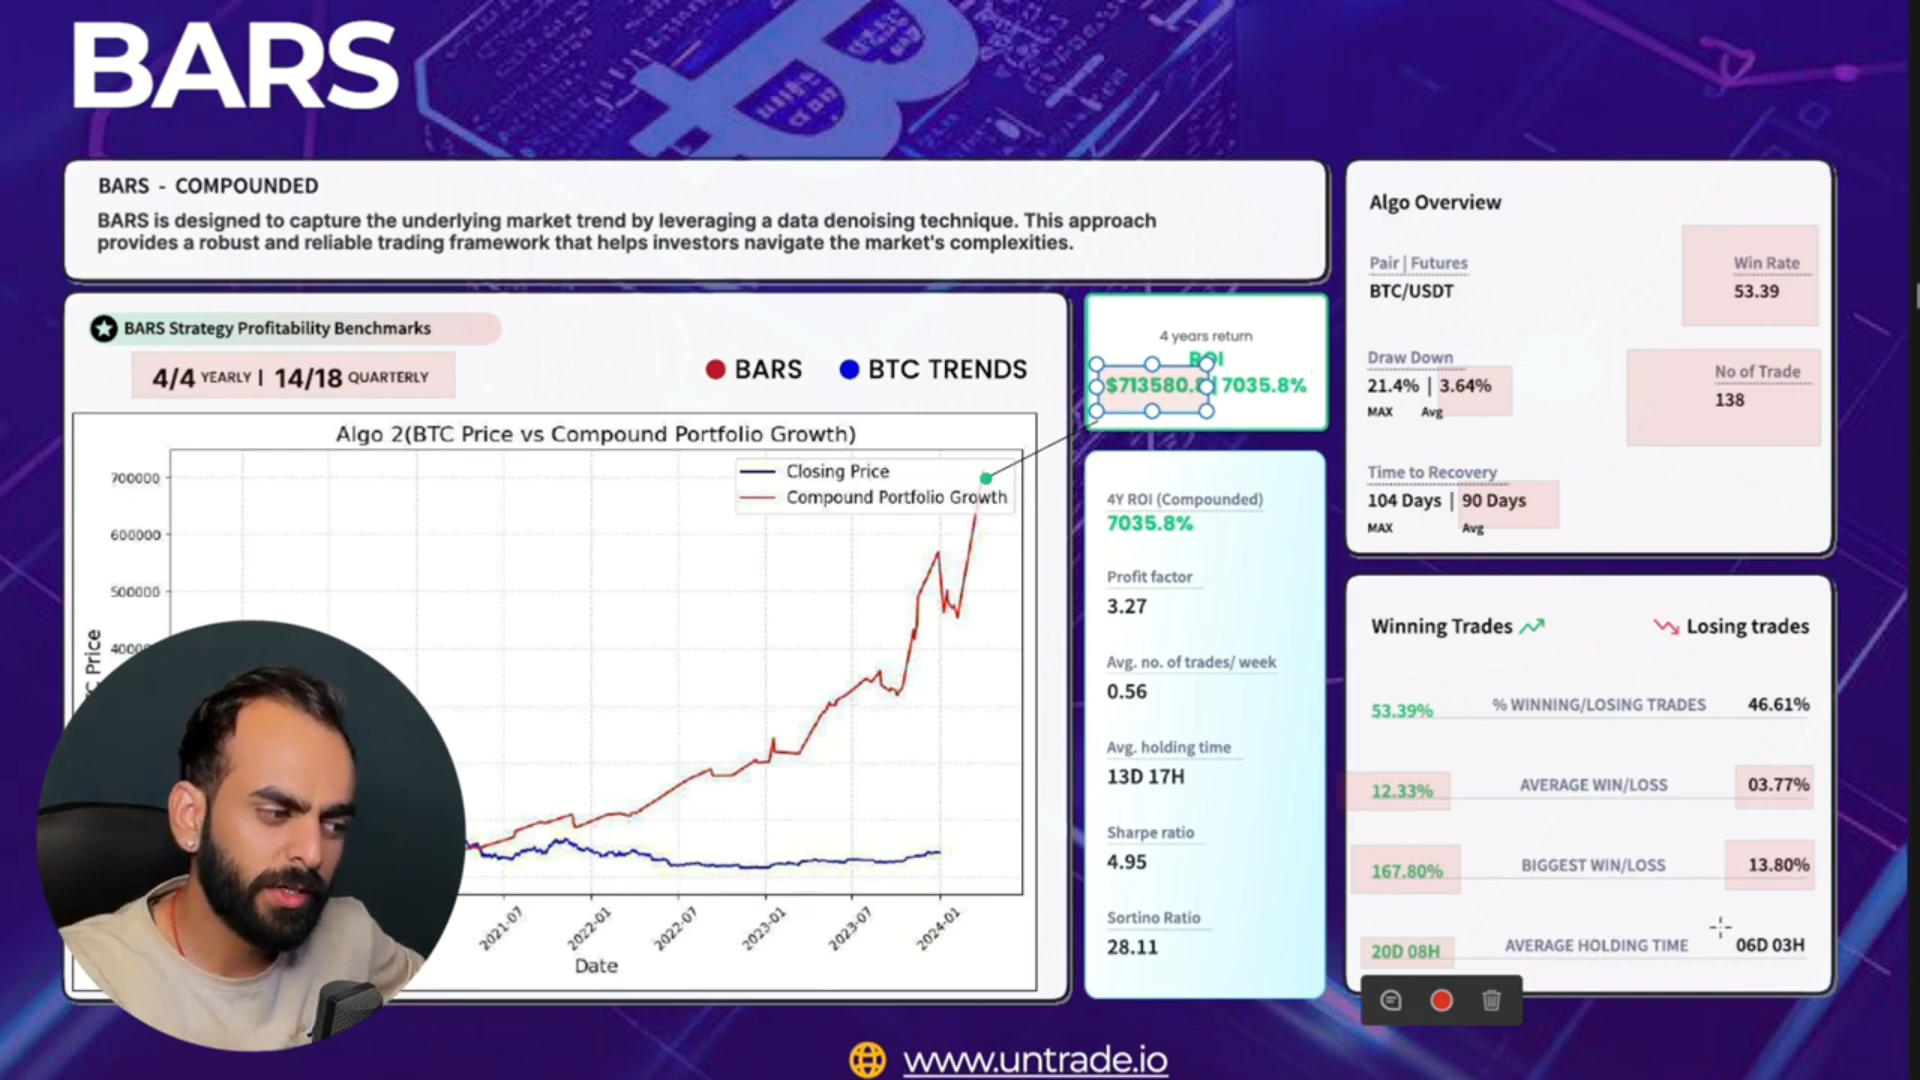 BARS
BARS - COMPOUNDED
BARS is designed to capture the underlying market trend by leveraging a data denoising technique. This approach
provides a robust and reliable trading framework that helps investors navigate the market's complexities.
BARS Strategy Profitability Benchmarks
4/4 YEARLY | 14/18 QUARTERLY
BARS
BTC TRENDS
Algo 2(BTC Price vs Compound Portfolio Growth)
Closing Price
Compound Portfolio Growth
700000
600000
500000
Price
2021-07
2022-01
2022-07
2023-01
2023-07
2024-01
Date
4 years return
ROI
$713580. | 7035.8%
4Y ROI (Compounded)
7035.8%
Profit factor
3.27
Avg. no. of trades/ week
0.56
Avg. holding time
13D 17H
Sharpe ratio
4.95
Sortino Ratio
28.11
Algo Overview
Pair | Futures
BTC/USDT
Win Rate
53.39
Draw Down
21.4% | 3.64%
MAX Avg
No of Trade
138
Time to Recovery
104 Days | 90 Days
MAX Avg
Winning Trades
Losing trades
53.39% % WINNING/LOSING TRADES 46.61%
12.33% AVERAGE WIN/LOSS 03.77%
167.80% BIGGEST WIN/LOSS 13.80%
20D 08H AVERAGE HOLDING TIME 06D 03H
www.untrade.io